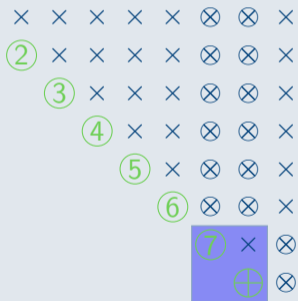 × × × × × ⊗ ⊗ ×
② × × × × ⊗ ⊗ ×
③ × × × ⊗ ⊗ ×
④ × × ⊗ ⊗ ×
⑤ × ⊗ ⊗ ×
⑥ ⊗ ⊗ ×
⑦ × ⊗
⊕ ⊗